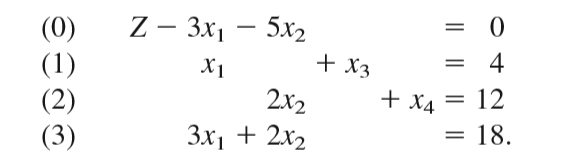 (0) Z − 3x₁ − 5x₂ = 0
(1) x₁ + x₃ = 4
(2) 2x₂ + x₄ = 12
(3) 3x₁ + 2x₂ = 18.